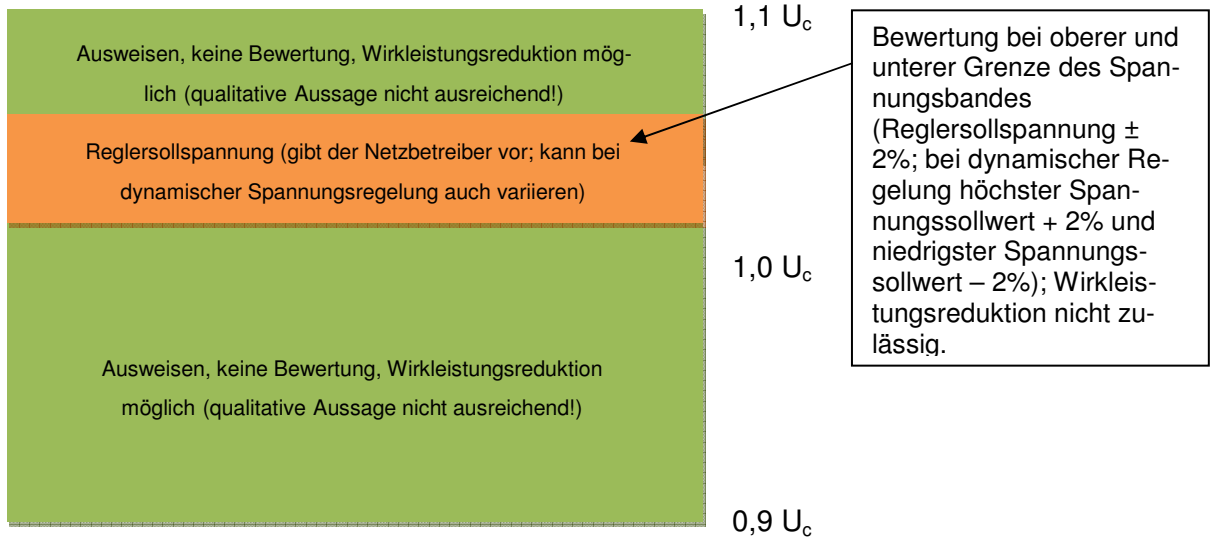 Ausweisen, keine Bewertung, Wirkleistungsreduktion mög-
lich (qualitative Aussage nicht ausreichend!)
Reglersollspannung (gibt der Netzbetreiber vor; kann bei
dynamischer Spannungsregelung auch variieren)
Ausweisen, keine Bewertung, Wirkleistungsreduktion
möglich (qualitative Aussage nicht ausreichend!)
1,1 Uc
1,0 Uc
0,9 Uc
Bewertung bei oberer und
unterer Grenze des Span-
nungsbandes
(Reglersollspannung ±
2%; bei dynamischer Re-
gelung höchster Span-
nungssollwert + 2% und
niedrigster Spannungs-
sollwert – 2%); Wirkleis-
tungsreduktion nicht zu-
lässig.